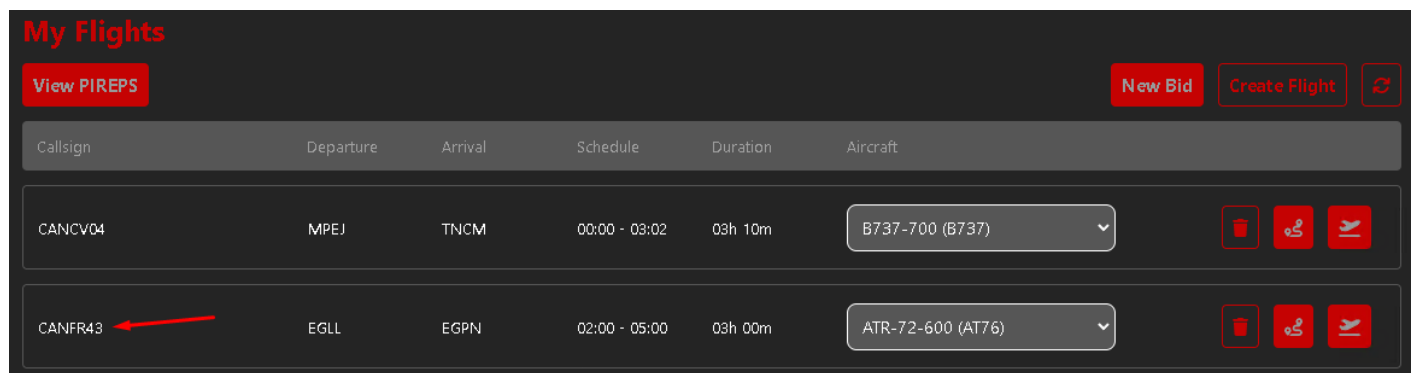 My Flights
View PIREPS New Bid Create Flight
Callsign Departure Arrival Schedule Duration Aircraft
CANCV04 MPEJ TNCM 00:00 - 03:02 03h 10m B737-700 (B737)
CANFR43 EGLL EGPN 02:00 - 05:00 03h 00m ATR-72-600 (AT76)